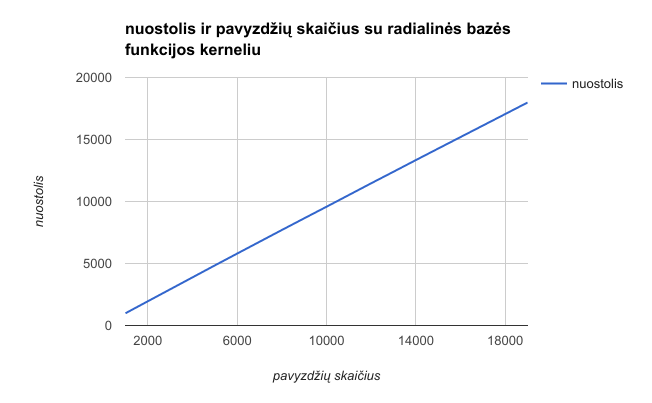 nuostolis ir pavyzdžių skaičius su radialinės bazės
funkcijos kerneliu
20000
15000
10000
5000
0
nuostolis
nuostolis
2000 6000 10000 14000 18000
pavyzdžių skaičius